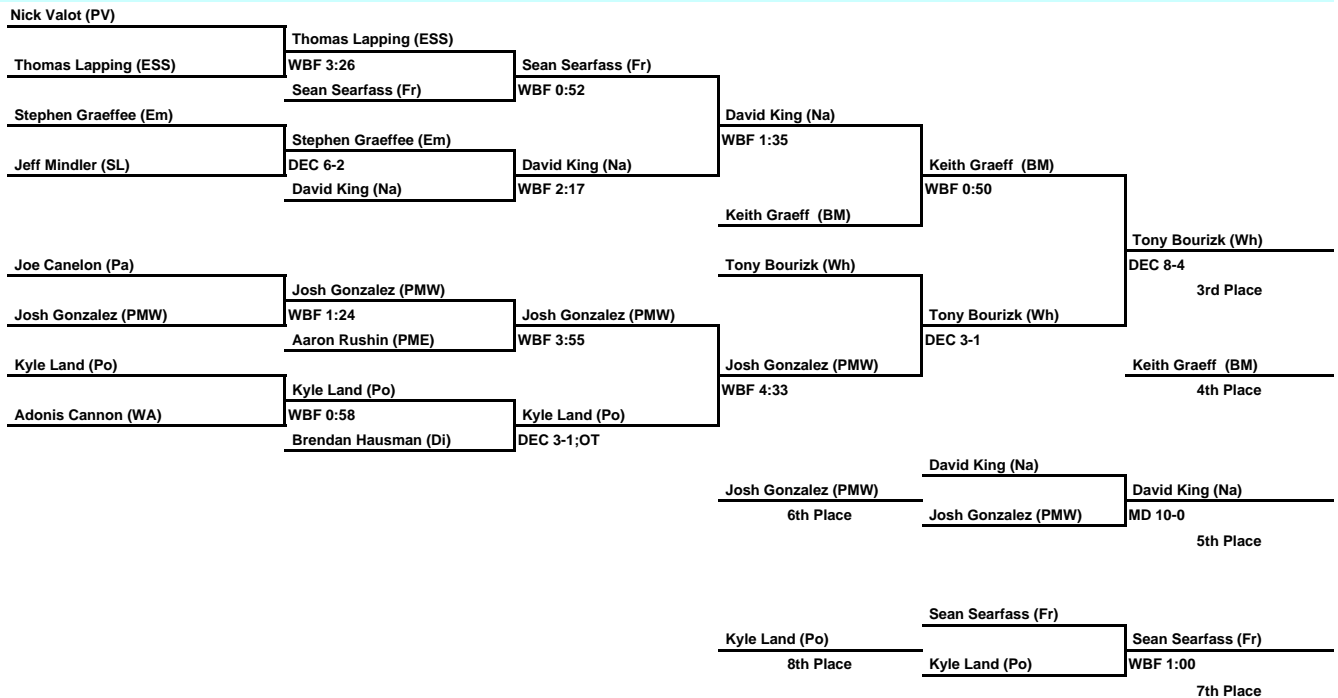 Nick Valot (PV)
Thomas Lapping (ESS)
Thomas Lapping (ESS)
WBF 3:26
Sean Searfass (Fr)
Sean Searfass (Fr)
WBF 0:52
Stephen Graeffee (Em)
Stephen Graeffee (Em)
Jeff Mindler (SL)
DEC 6-2
David King (Na)
David King (Na)
WBF 2:17
David King (Na)
WBF 1:35
Keith Graeff (BM)
Keith Graeff (BM)
WBF 0:50
Joe Canelon (Pa)
Josh Gonzalez (PMW)
Josh Gonzalez (PMW)
WBF 1:24
Aaron Rushin (PME)
Josh Gonzalez (PMW)
WBF 3:55
Kyle Land (Po)
Kyle Land (Po)
Adonis Cannon (WA)
WBF 0:58
Brendan Hausman (Di)
Kyle Land (Po)
DEC 3-1;OT
Tony Bourizk (Wh)
Josh Gonzalez (PMW)
WBF 4:33
Tony Bourizk (Wh)
DEC 3-1
Tony Bourizk (Wh)
DEC 8-4
3rd Place
Keith Graeff (BM)
4th Place
David King (Na)
Josh Gonzalez (PMW)
6th Place
Josh Gonzalez (PMW)
David King (Na)
MD 10-0
5th Place
Sean Searfass (Fr)
Kyle Land (Po)
8th Place
Kyle Land (Po)
Sean Searfass (Fr)
WBF 1:00
7th Place